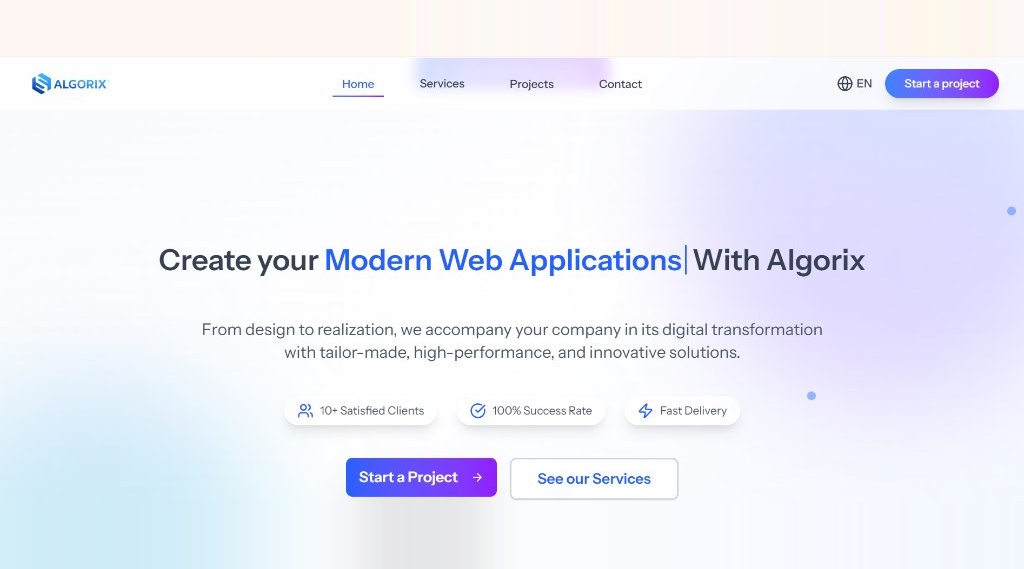 ALGORIX
Home
Services
Projects
Contact
EN
Start a project
Create your Modern Web Applications| With Algorix
From design to realization, we accompany your company in its digital transformation
with tailor-made, high-performance, and innovative solutions.
10+ Satisfied Clients
100% Success Rate
Fast Delivery
Start a Project →
See our Services